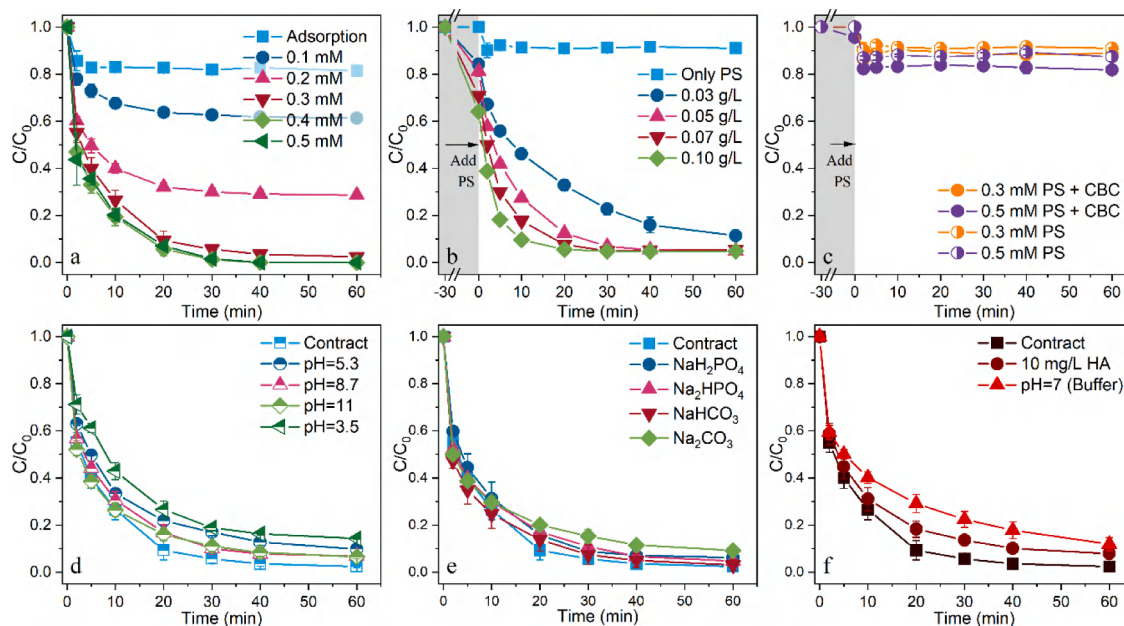 C/C₀
1.0
0.8
0.6
0.4
0.2
0.0
Adsorption
0.1 mM
0.2 mM
0.3 mM
0.4 mM
0.5 mM
a
0 10 20 30 40 50 60
Time (min)
C/C₀
1.0
0.8
0.6
0.4
0.2
0.0
Only PS
0.03 g/L
0.05 g/L
0.07 g/L
0.10 g/L
Add
PS
b
-30 0 10 20 30 40 50 60
Time (min)
C/C₀
1.0
0.8
0.6
0.4
0.2
0.0
Add
PS
0.3 mM PS + CBC
0.5 mM PS + CBC
0.3 mM PS
0.5 mM PS
c
-30 0 10 20 30 40 50 60
Time (min)
C/C₀
1.0
0.8
0.6
0.4
0.2
0.0
Contract
pH=5.3
pH=8.7
pH=11
pH=3.5
d
0 10 20 30 40 50 60
Time (min)
C/C₀
1.0
0.8
0.6
0.4
0.2
0.0
Contract
NaH₂PO₄
Na₂HPO₄
NaHCO₃
Na₂CO₃
e
0 10 20 30 40 50 60
Time (min)
C/C₀
1.0
0.8
0.6
0.4
0.2
0.0
Contract
10 mg/L HA
pH=7 (Buffer)
f
0 10 20 30 40 50 60
Time (min)